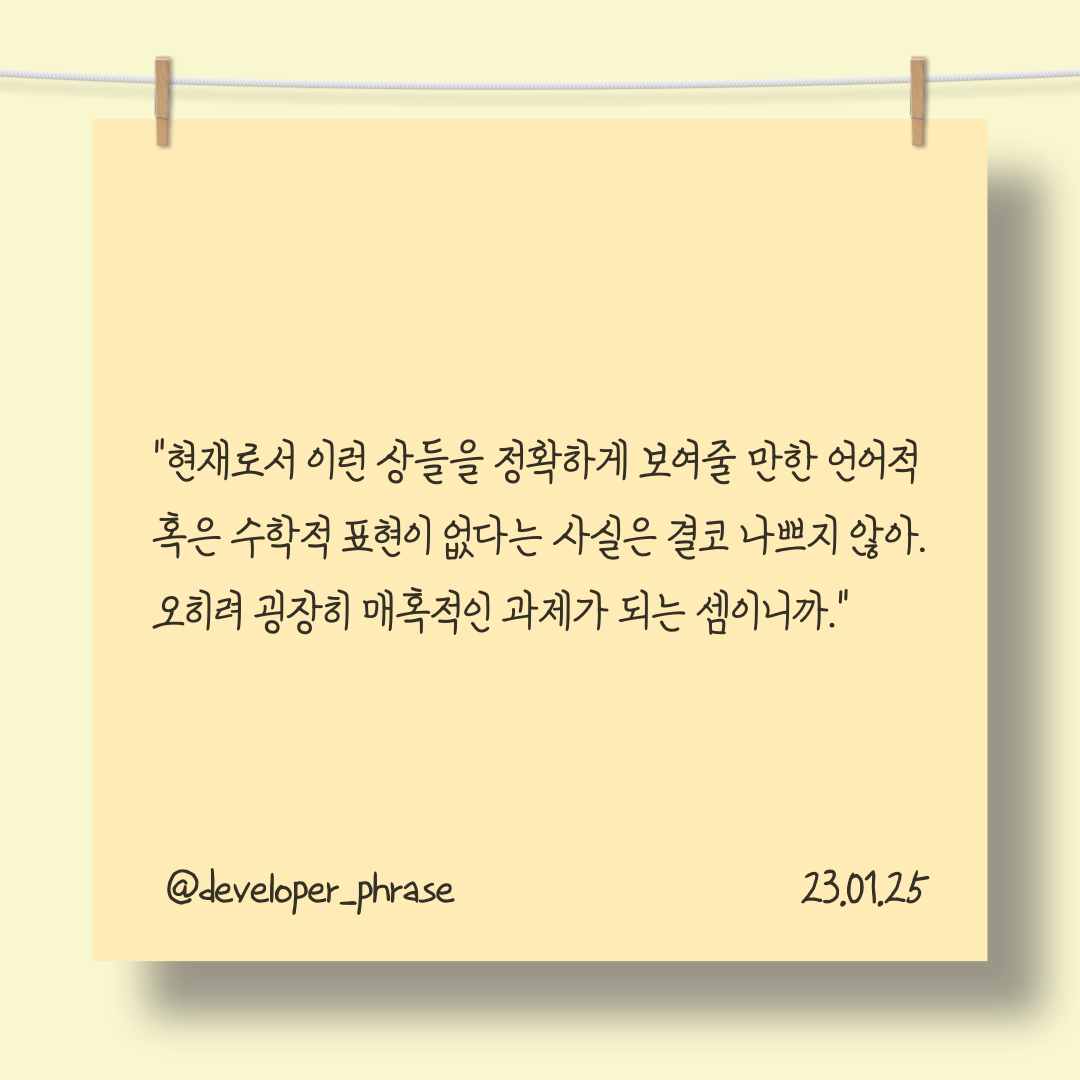 "현재로서 이런 상들을 정확하게 보여줄 만한 언어적
혹은 수학적 표현이 없다는 사실은 결코 나쁘지 않아.
오히려 굉장히 매혹적인 과제가 되는 셈이니까."
@developer_phrase
23.01.25